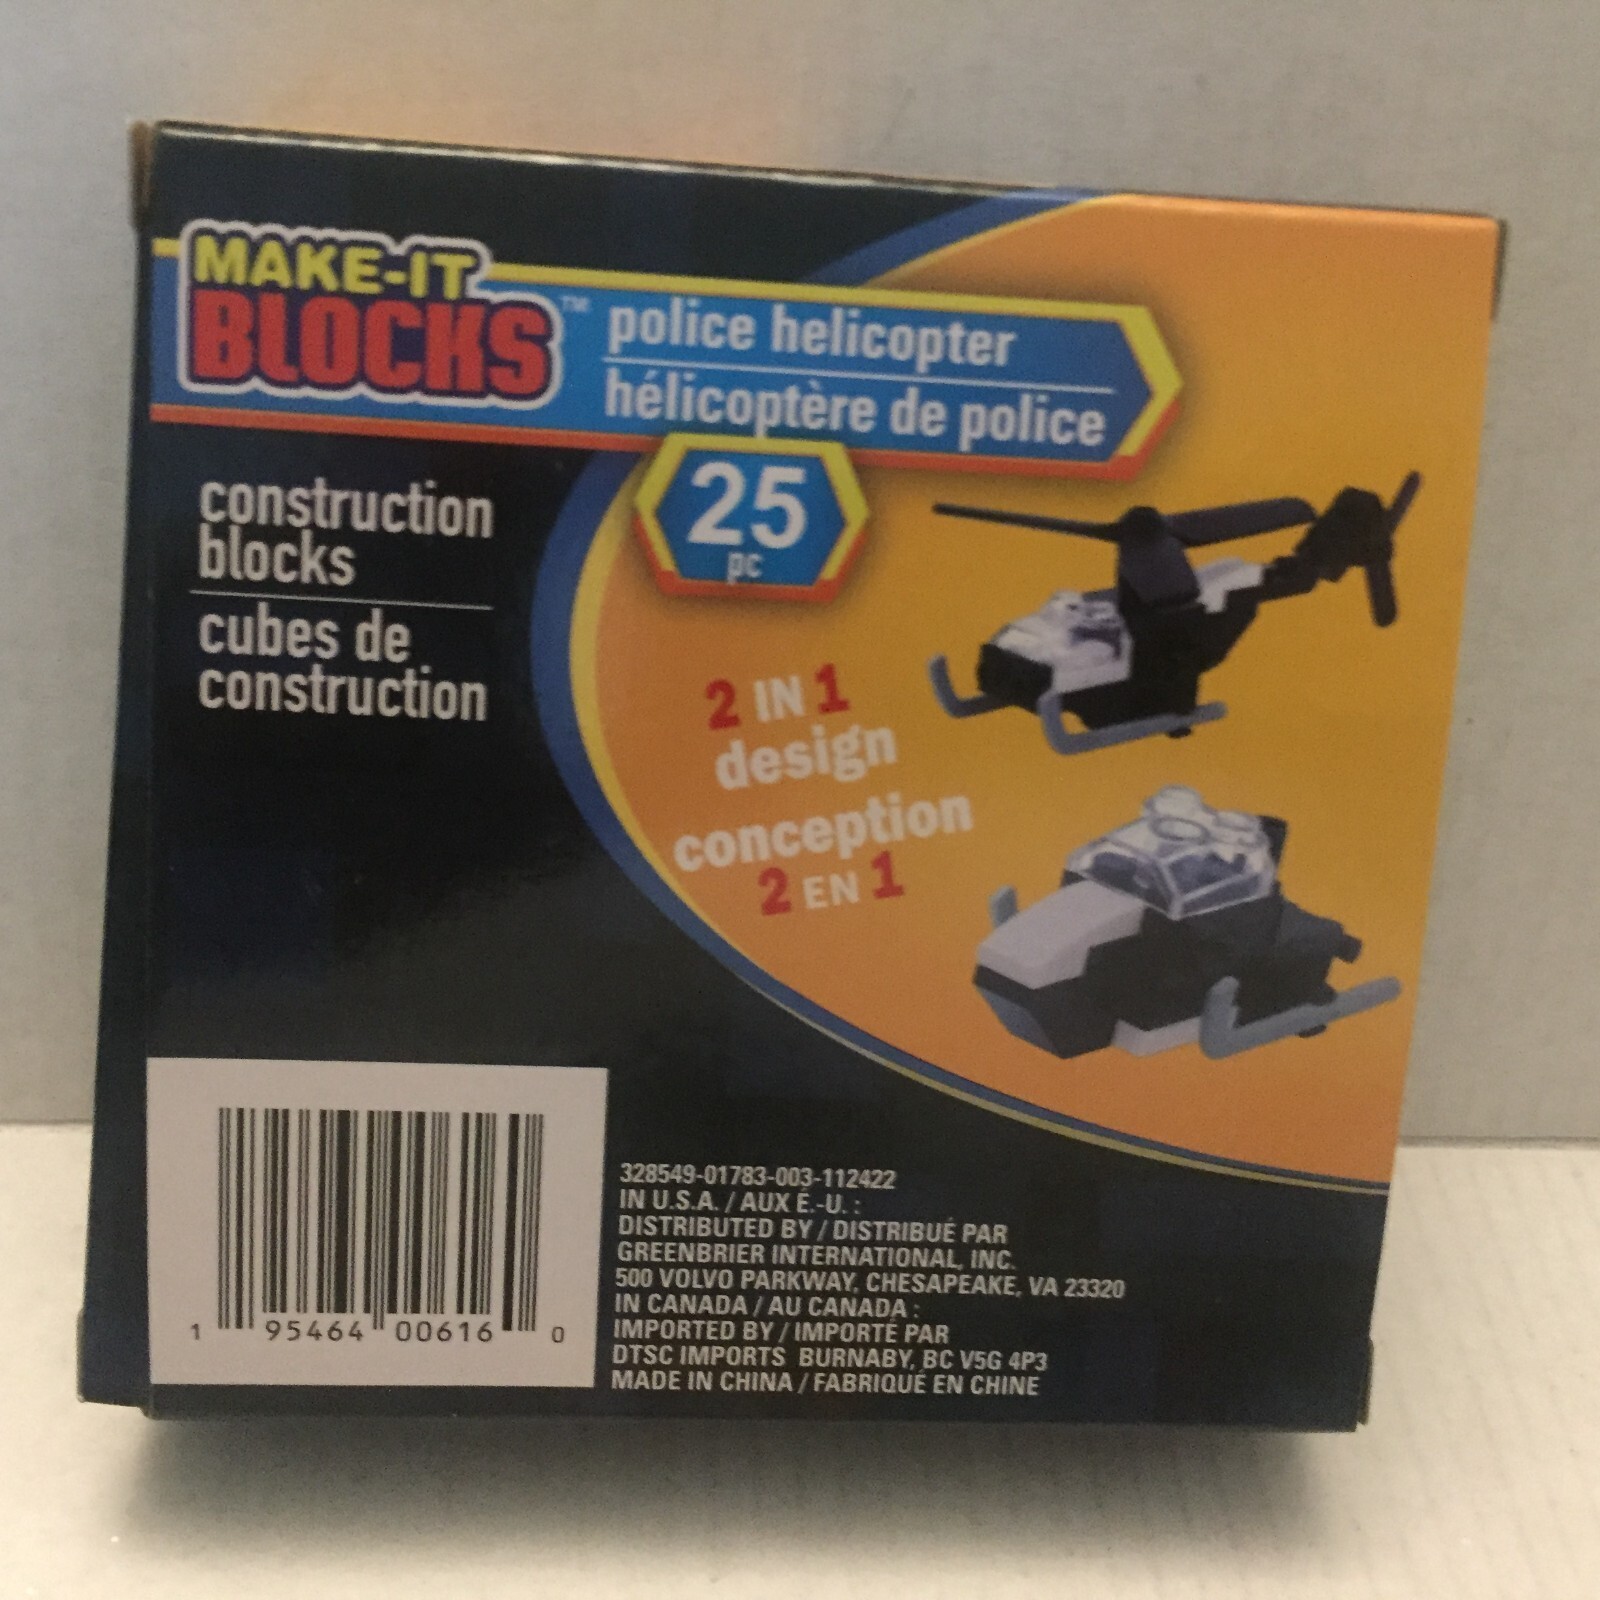 MAKE-IT
BLOCKS™
police helicopter
hélicoptère de police
25
pc
construction
blocks
cubes de
construction
2 IN 1
design
conception
2 EN 1
1 95464 00616 0
328549-01783-003-112422
IN U.S.A. / AUX É.-U. :
DISTRIBUTED BY / DISTRIBUÉ PAR
GREENBRIER INTERNATIONAL, INC.
500 VOLVO PARKWAY, CHESAPEAKE, VA 23320
IN CANADA / AU CANADA :
IMPORTED BY / IMPORTÉ PAR
DTSC IMPORTS BURNABY, BC V5G 4P3
MADE IN CHINA / FABRIQUÉ EN CHINE